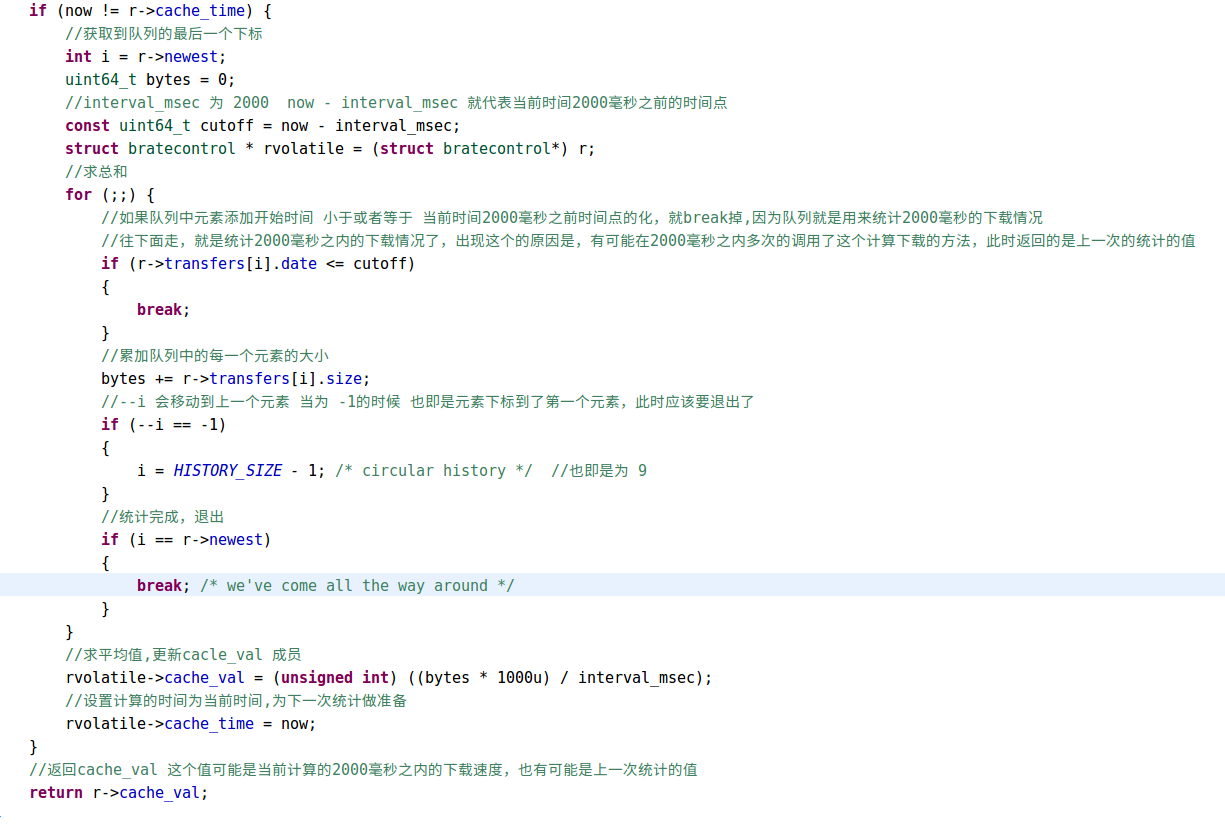 if (now != r->cache_time) {
//获取到队列的最后一个下标
int i = r->newest;
uint64_t bytes = 0;
//interval_msec 为 2000  now - interval_msec 就代表当前时间2000毫秒之前的时间点
const uint64_t cutoff = now - interval_msec;
struct bratecontrol * rvolatile = (struct bratecontrol*) r;
//求总和
for (;;) {
//如果队列中元素添加开始时间 小于或者等于 当前时间2000毫秒之前时间点的化，就break掉,因为队列就是用来统计2000毫秒的下载情况
//往下面走，就是统计2000毫秒之内的下载情况了，出现这个的原因是，有可能在2000毫秒之内多次的调用了这个计算下载的方法，此时返回的是上一次的统计的值
if (r->transfers[i].date <= cutoff)
{
break;
}
//累加队列中的每一个元素的大小
bytes += r->transfers[i].size;
//--i 会移动到上一个元素 当为 -1的时候 也即是元素下标到了第一个元素，此时应该要退出了
if (--i == -1)
{
i = HISTORY_SIZE - 1; /* circular history */  //也即是为 9
}
//统计完成，退出
if (i == r->newest)
{
break; /* we've come all the way around */
}
}
//求平均值,更新cacle_val 成员
rvolatile->cache_val = (unsigned int) ((bytes * 1000u) / interval_msec);
//设置计算的时间为当前时间,为下一次统计做准备
rvolatile->cache_time = now;
}
//返回cache_val 这个值可能是当前计算的2000毫秒之内的下载速度，也有可能是上一次统计的值
return r->cache_val;